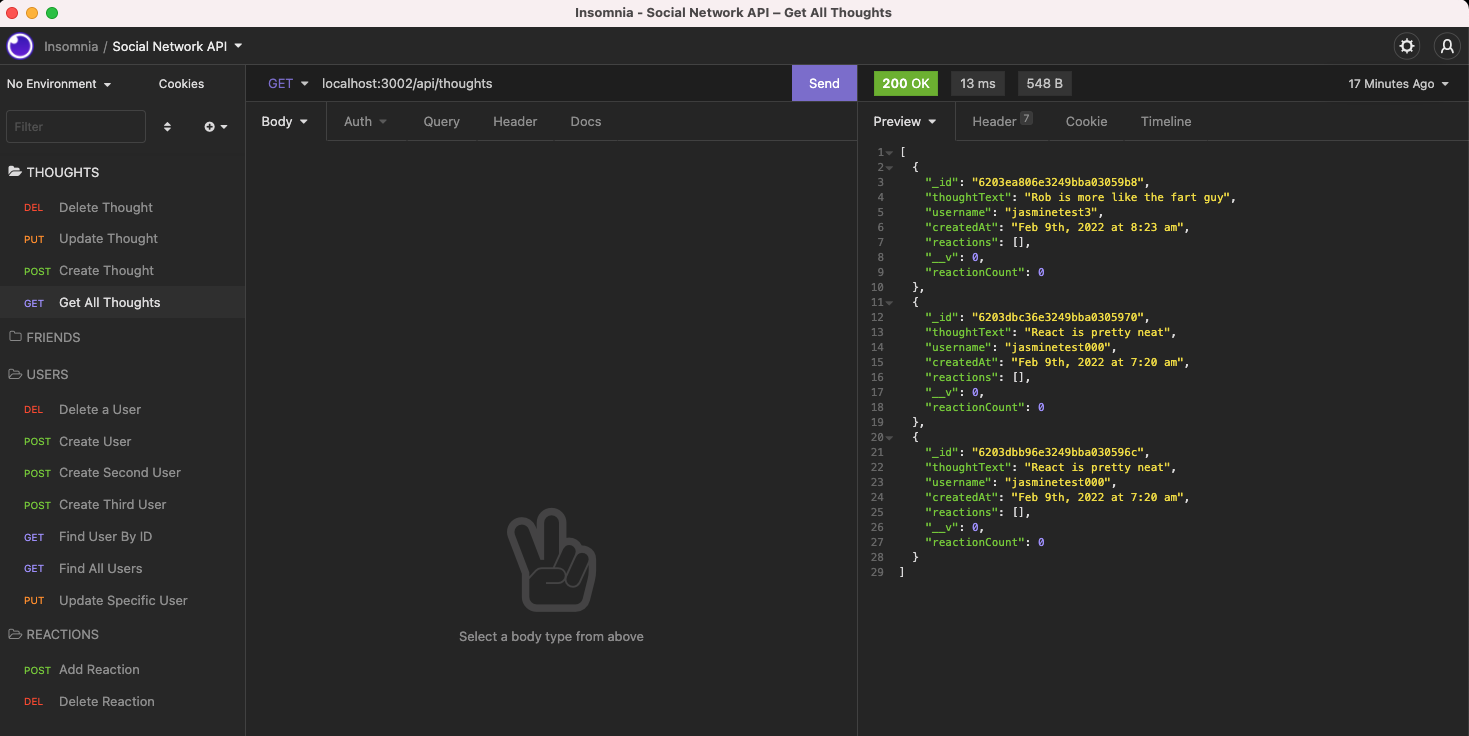 Insomnia - Social Network API – Get All Thoughts
Insomnia / Social Network API
No Environment
Cookies
Filter
THOUGHTS
DEL Delete Thought
PUT Update Thought
POST Create Thought
GET Get All Thoughts
FRIENDS
USERS
DEL Delete a User
POST Create User
POST Create Second User
POST Create Third User
GET Find User By ID
GET Find All Users
PUT Update Specific User
REACTIONS
POST Add Reaction
DEL Delete Reaction
GET localhost:3002/api/thoughts Send
Body Auth Query Header Docs
Select a body type from above
200 OK 13 ms 548 B 17 Minutes Ago
Preview Header 7 Cookie Timeline
1 [
2 {
3 "_id": "6203ea806e3249bba03059b8",
4 "thoughtText": "Rob is more like the fart guy",
5 "username": "jasminetest3",
6 "createdAt": "Feb 9th, 2022 at 8:23 am",
7 "reactions": [],
8 "__v": 0,
9 "reactionCount": 0
10 },
11 {
12 "_id": "6203dbc36e3249bba0305970",
13 "thoughtText": "React is pretty neat",
14 "username": "jasminetest000",
15 "createdAt": "Feb 9th, 2022 at 7:20 am",
16 "reactions": [],
17 "__v": 0,
18 "reactionCount": 0
19 },
20 {
21 "_id": "6203dbb96e3249bba030596c",
22 "thoughtText": "React is pretty neat",
23 "username": "jasminetest000",
24 "createdAt": "Feb 9th, 2022 at 7:20 am",
25 "reactions": [],
26 "__v": 0,
27 "reactionCount": 0
28 }
29 ]